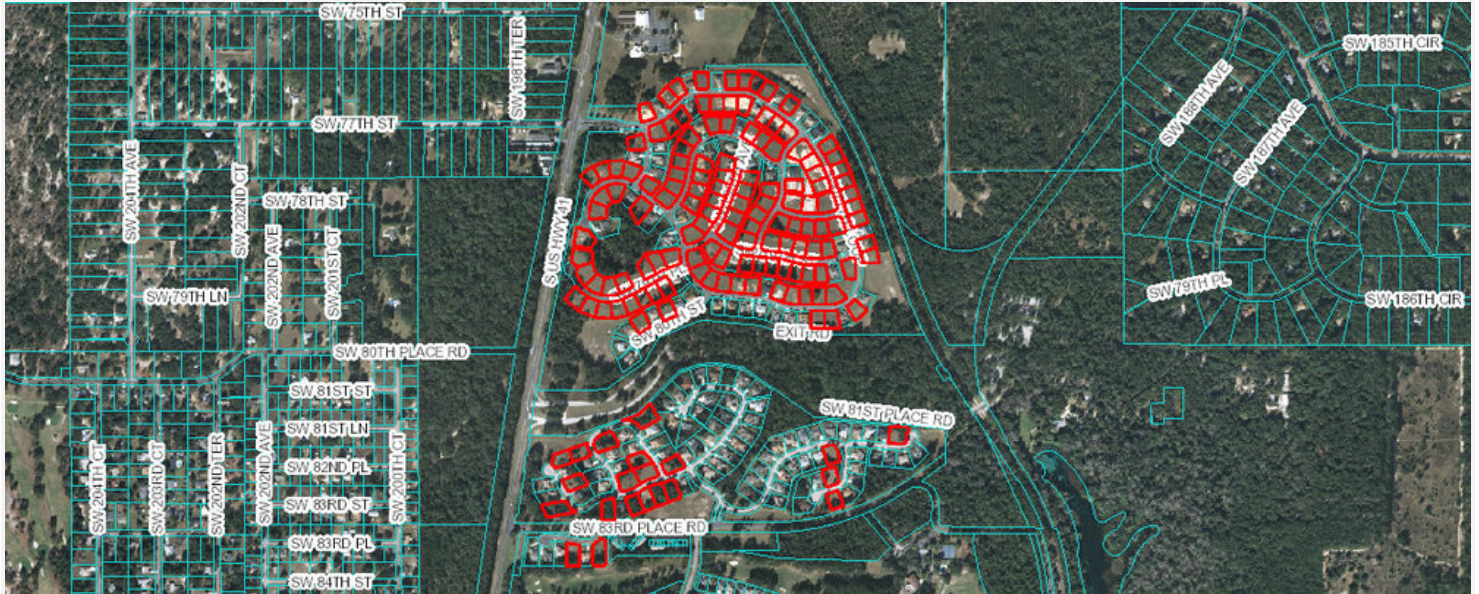 SW 75TH ST
SW 198TH TER
SW 185TH CIR
SW 188TH AVE
SW 77TH ST
SW 187TH AVE
SW 204TH AVE
SW 202ND CT
SW 78TH ST
S US HWY 41
SW 202ND AVE
SW 201ST CT
SW 79TH LN
SW 79TH PL
SW 186TH CIR
SW 80TH ST
EXIT RD
SW 80TH PLACE RD
SW 81ST ST
SW 81ST PLACE RD
SW 81ST LN
SW 204TH CT
SW 203RD CT
SW 202ND TER
SW 202ND AVE
SW 82ND PL
SW 200TH CT
SW 83RD ST
SW 83RD PLACE RD
SW 83RD PL
SW 84TH ST